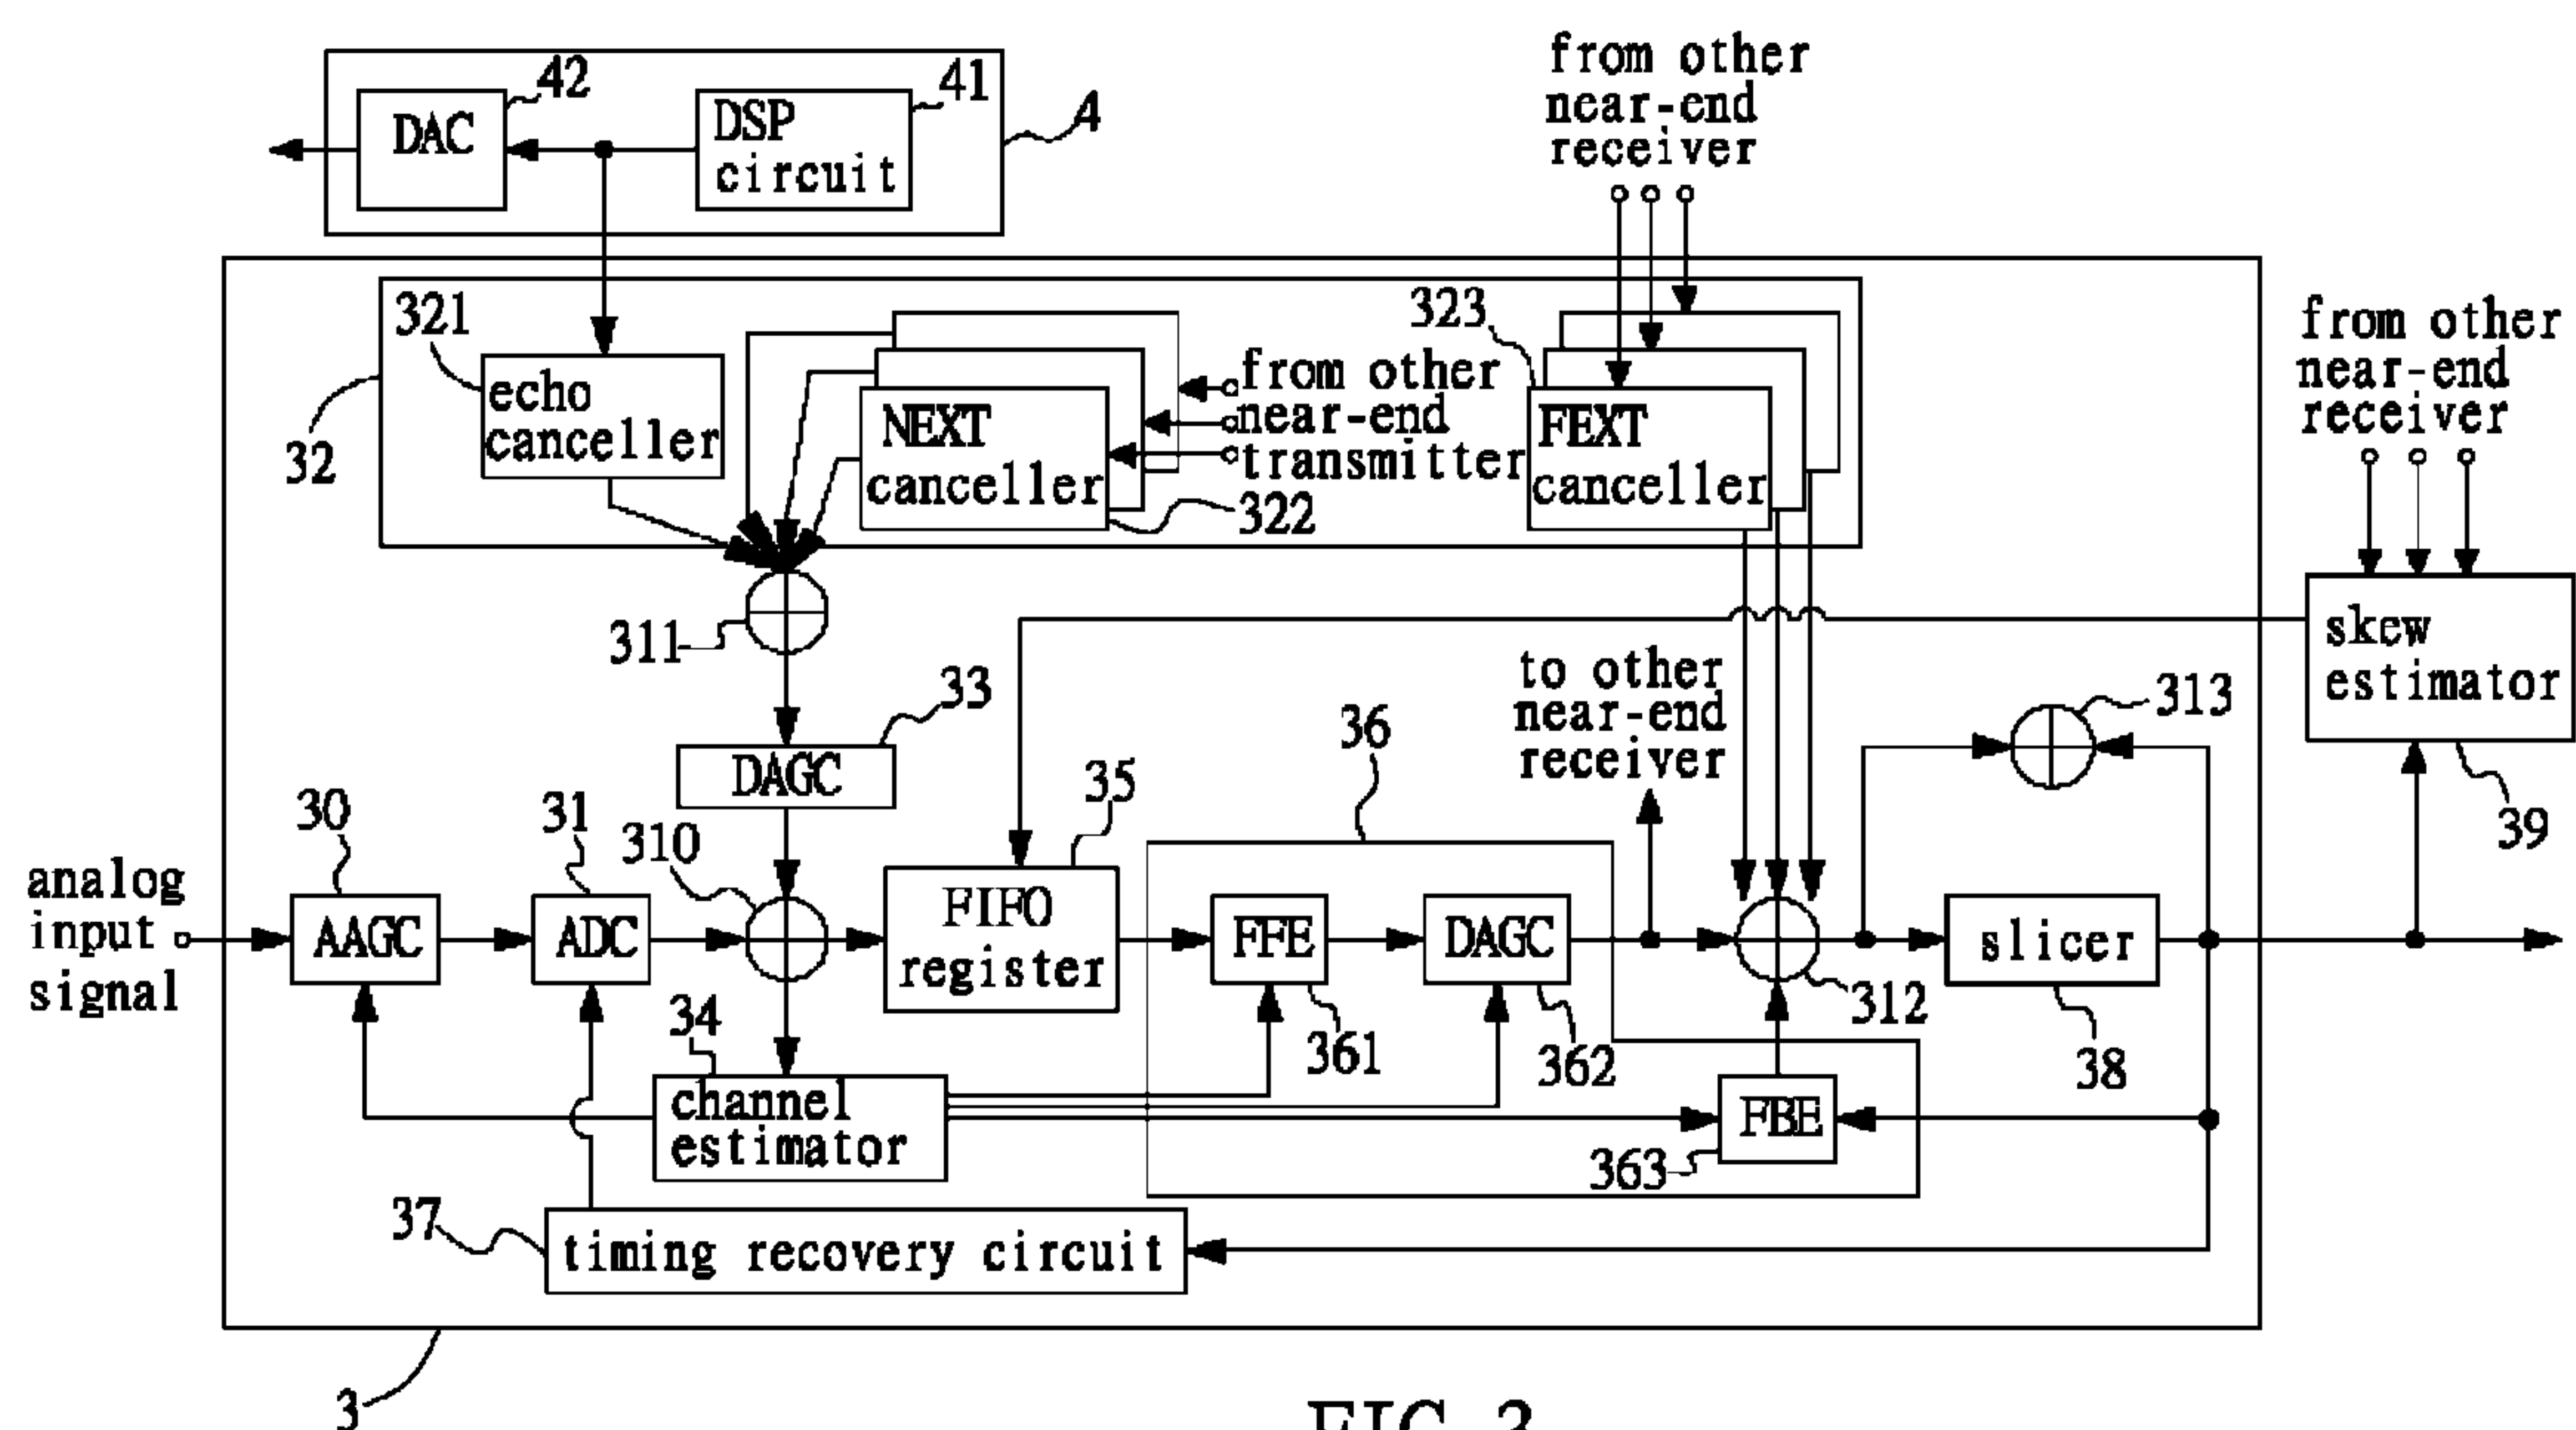 DAC
42
DSP
circuit
41
4
from other
near-end
receiver
321
echo
canceller
32
NEXT
canceller
from other
near-end
transmitter
322
323
FEXT
canceller
from other
near-end
receiver
311
33
DAGC
skew
estimator
39
to other
near-end
receiver
36
313
analog
input
signal
30
AAGC
31
ADC
310
35
FIFO
register
FFE
361
DAGC
362
312
slicer
38
34
channel
estimator
FBE
363
37
timing recovery circuit
3
FIG. 3